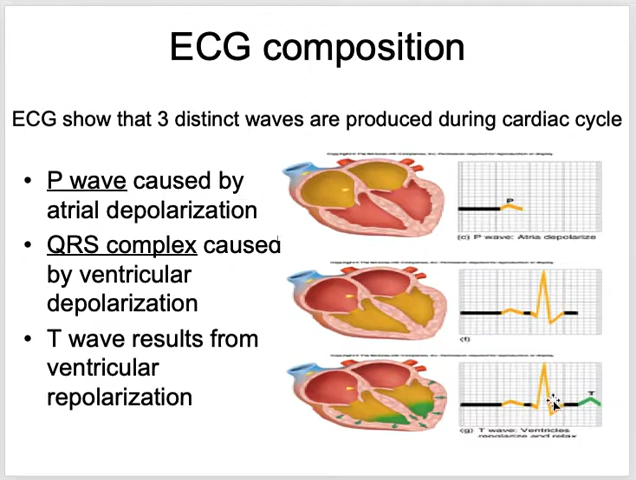 ECG composition
ECG show that 3 distinct waves are produced during cardiac cycle
• P wave caused by
atrial depolarization
• QRS complex caused
by ventricular
depolarization
• T wave results from
ventricular
repolarization
P
(c) P wave: Atria depolarize
(f)
T
(g) T wave: Ventricles
repolarize and relax